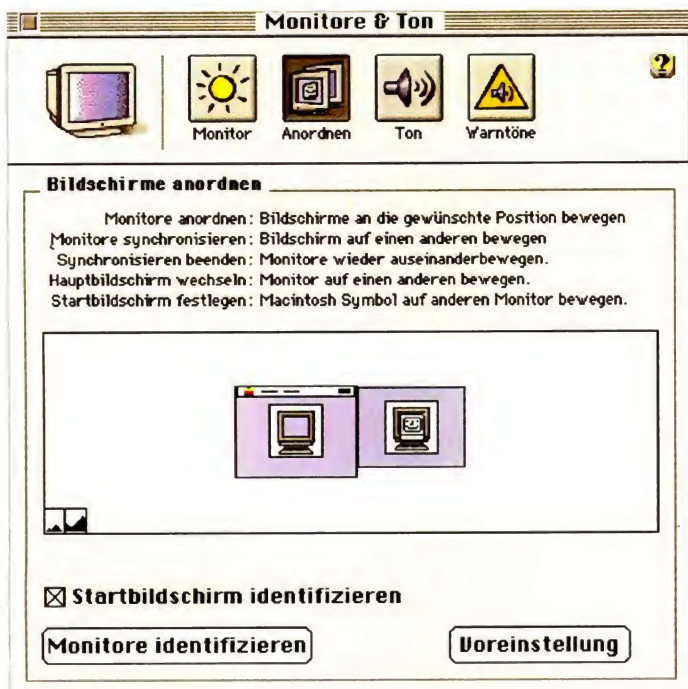 Monitore & Ton
?
Monitor Anordnen Ton Warntöne
Bildschirme anordnen
Monitore anordnen: Bildschirme an die gewünschte Position bewegen
Monitore synchronisieren: Bildschirm auf einen anderen bewegen
Synchronisieren beenden: Monitore wieder auseinanderbewegen.
Hauptbildschirm wechseln: Monitor auf einen anderen bewegen.
Startbildschirm festlegen: Macintosh Symbol auf anderen Monitor bewegen.
Startbildschirm identifizieren
Monitore identifizieren Voreinstellung